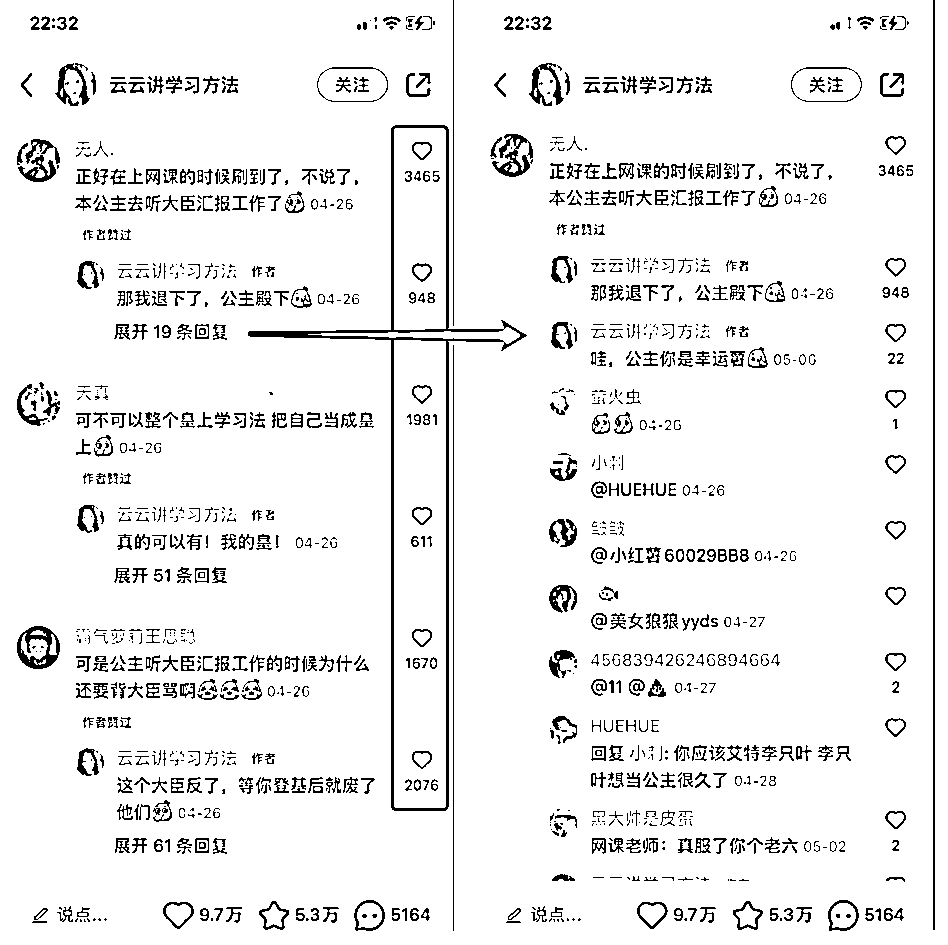 22:32
云云讲学习方法
关注
无人.
正好在上网课的时候刷到了，不说了，
本公主去听大臣汇报工作了 04-26
3465
作者赞过
云云讲学习方法 作者
那我退下了，公主殿下 04-26
948
展开 19 条回复
天真
可不可以整个皇上学习法 把自己当成皇
上 04-26
1981
作者赞过
云云讲学习方法 作者
真的可以有！我的皇！ 04-26
611
展开 51 条回复
霸气萝莉王思聪
可是公主听大臣汇报工作的时候为什么
还要背大臣骂啊 04-26
1670
作者赞过
云云讲学习方法 作者
这个大臣反了，等你登基后就废了
他们 04-26
2076
展开 61 条回复
说点...
9.7万
5.3万
5164
22:32
云云讲学习方法
关注
无人.
正好在上网课的时候刷到了，不说了，
本公主去听大臣汇报工作了 04-26
3465
作者赞过
云云讲学习方法 作者
那我退下了，公主殿下 04-26
948
云云讲学习方法 作者
哇，公主你是幸运薯 05-06
22
萤火虫
04-26
1
小刹
@HUEHUE 04-26
皱皱
@小红薯60029BB8 04-26
@美女狼狼yyds 04-27
456839426246894664
@11 @ 04-27
2
HUEHUE
回复 小刹: 你应该艾特李只叶 李只
叶想当公主很久了 04-28
黑大帅是皮蛋
网课老师：真服了你个老六 05-02
2
说点...
9.7万
5.3万
5164